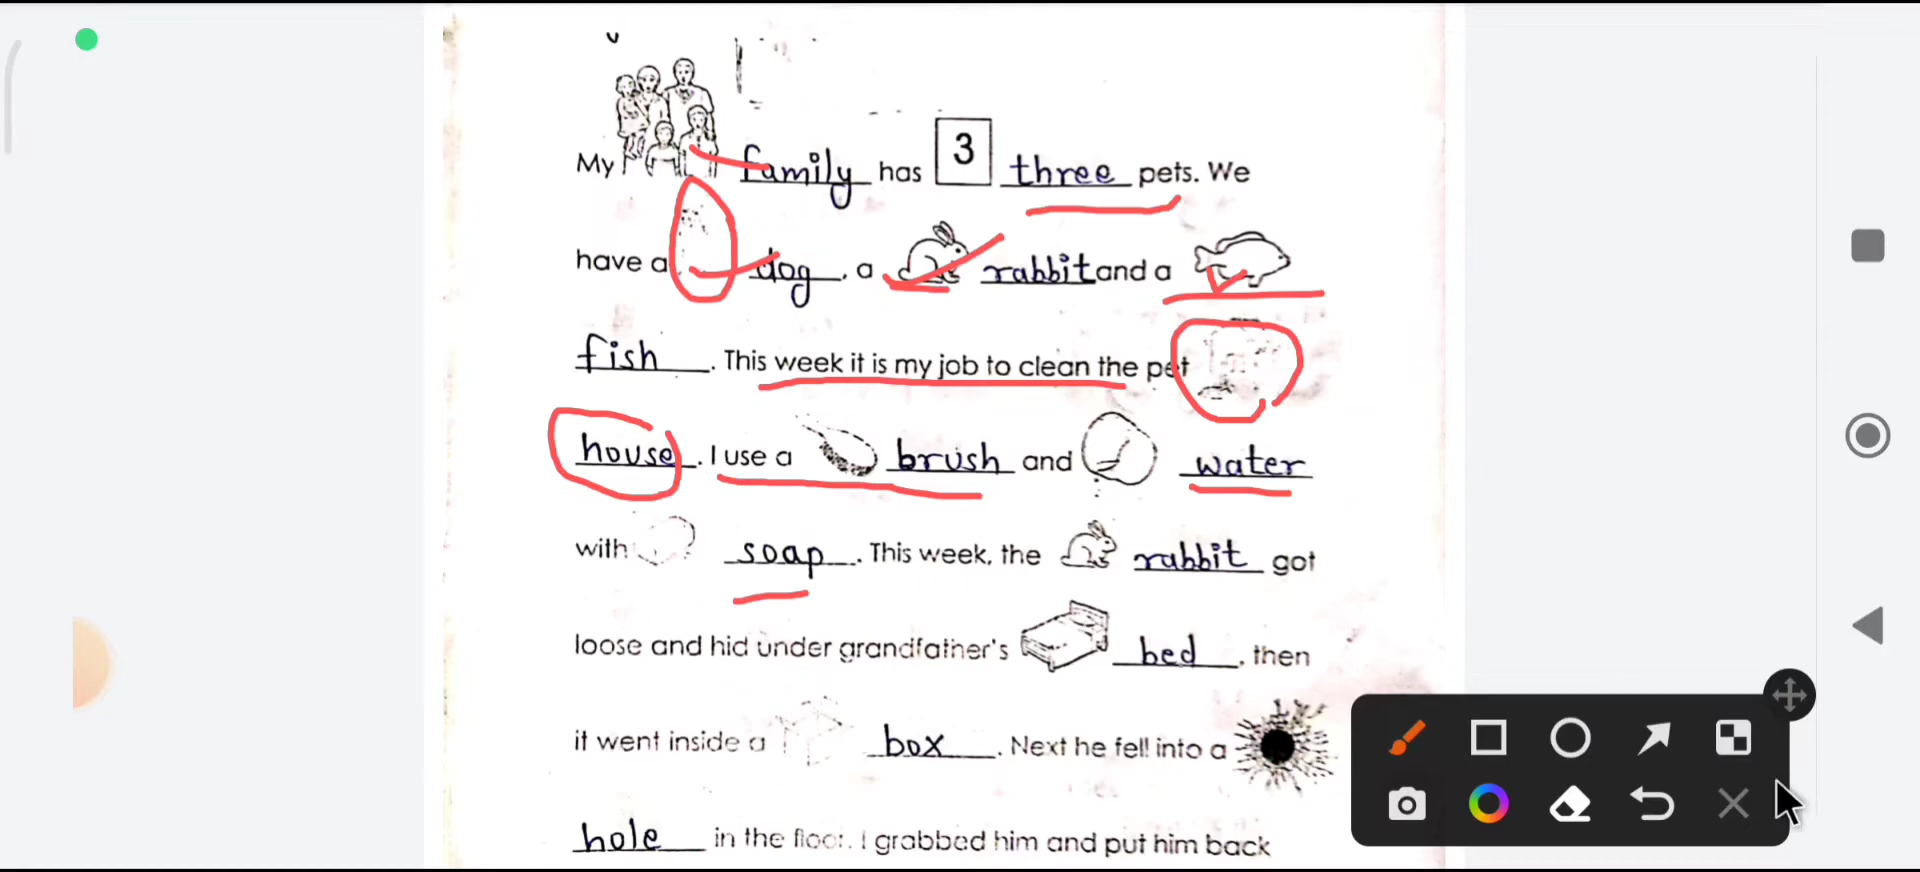 My family has 3 three pets. We
have a dog, a rabbit and a
fish. This week it is my job to clean the pet
house. I use a brush and water
with soap. This week, the rabbit got
loose and hid under grandfather's bed, then
it went inside a box. Next he fell into a
hole in the floor. I grabbed him and put him back